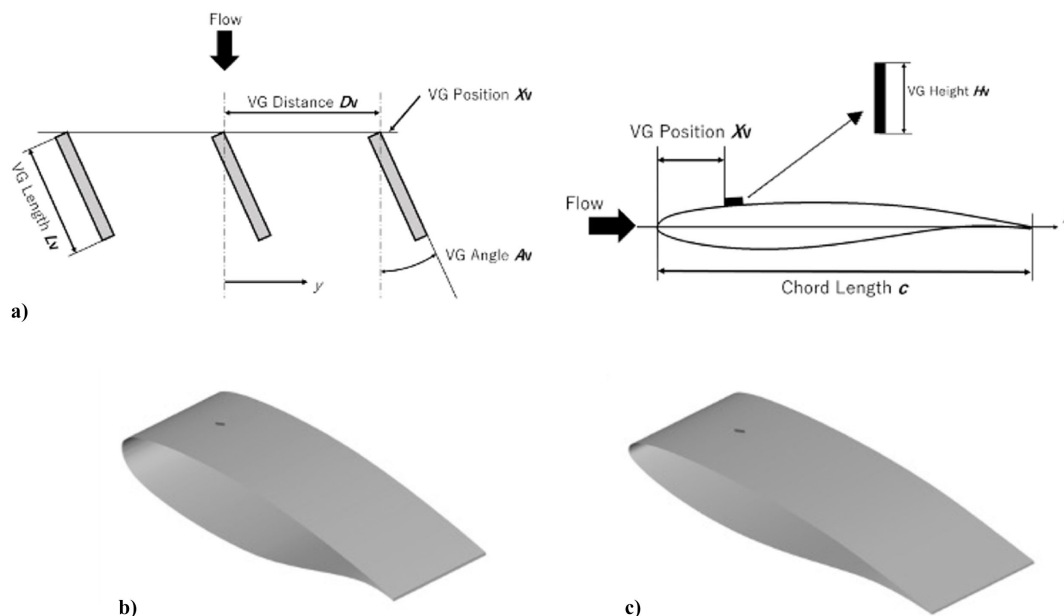 Flow
VG Distance Dv
VG Position Xv
VG Length Lv
VG Angle Av
y
a)
VG Height Hv
VG Position Xv
Flow
Chord Length c
b)
c)